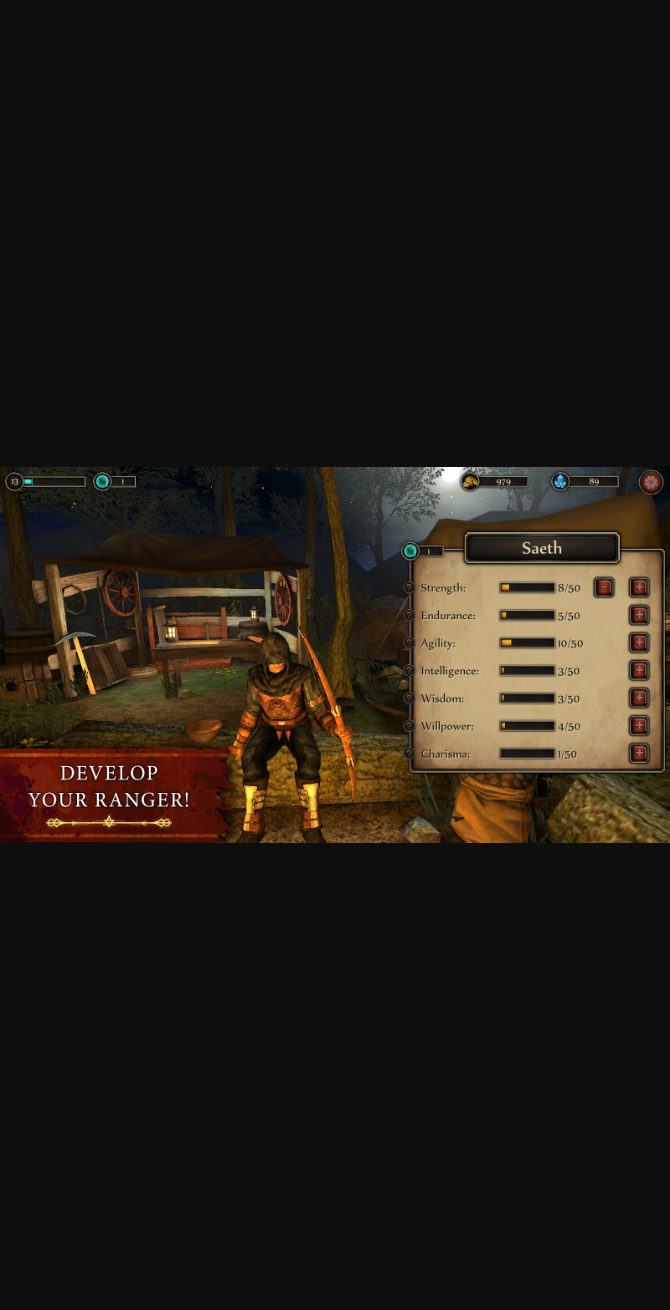 13
1
979
89
Saeth
1
Strength: 8/50
Endurance: 5/50
Agility: 10/50
Intelligence: 3/50
Wisdom: 3/50
Willpower: 4/50
Charisma: 1/50
DEVELOP
YOUR RANGER!